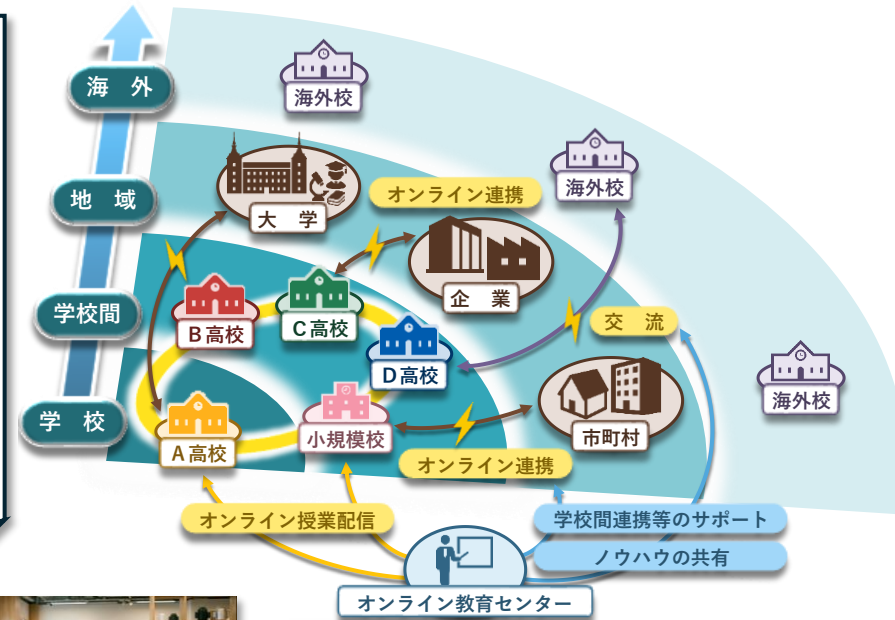 海　外
海外校
海外校
地　域
オンライン連携
大　学
企　業
学校間
B高校
C高校
交　流
D高校
海外校
学　校
A高校
小規模校
市町村
オンライン連携
オンライン授業配信
学校間連携等のサポート
ノウハウの共有
オンライン教育センター